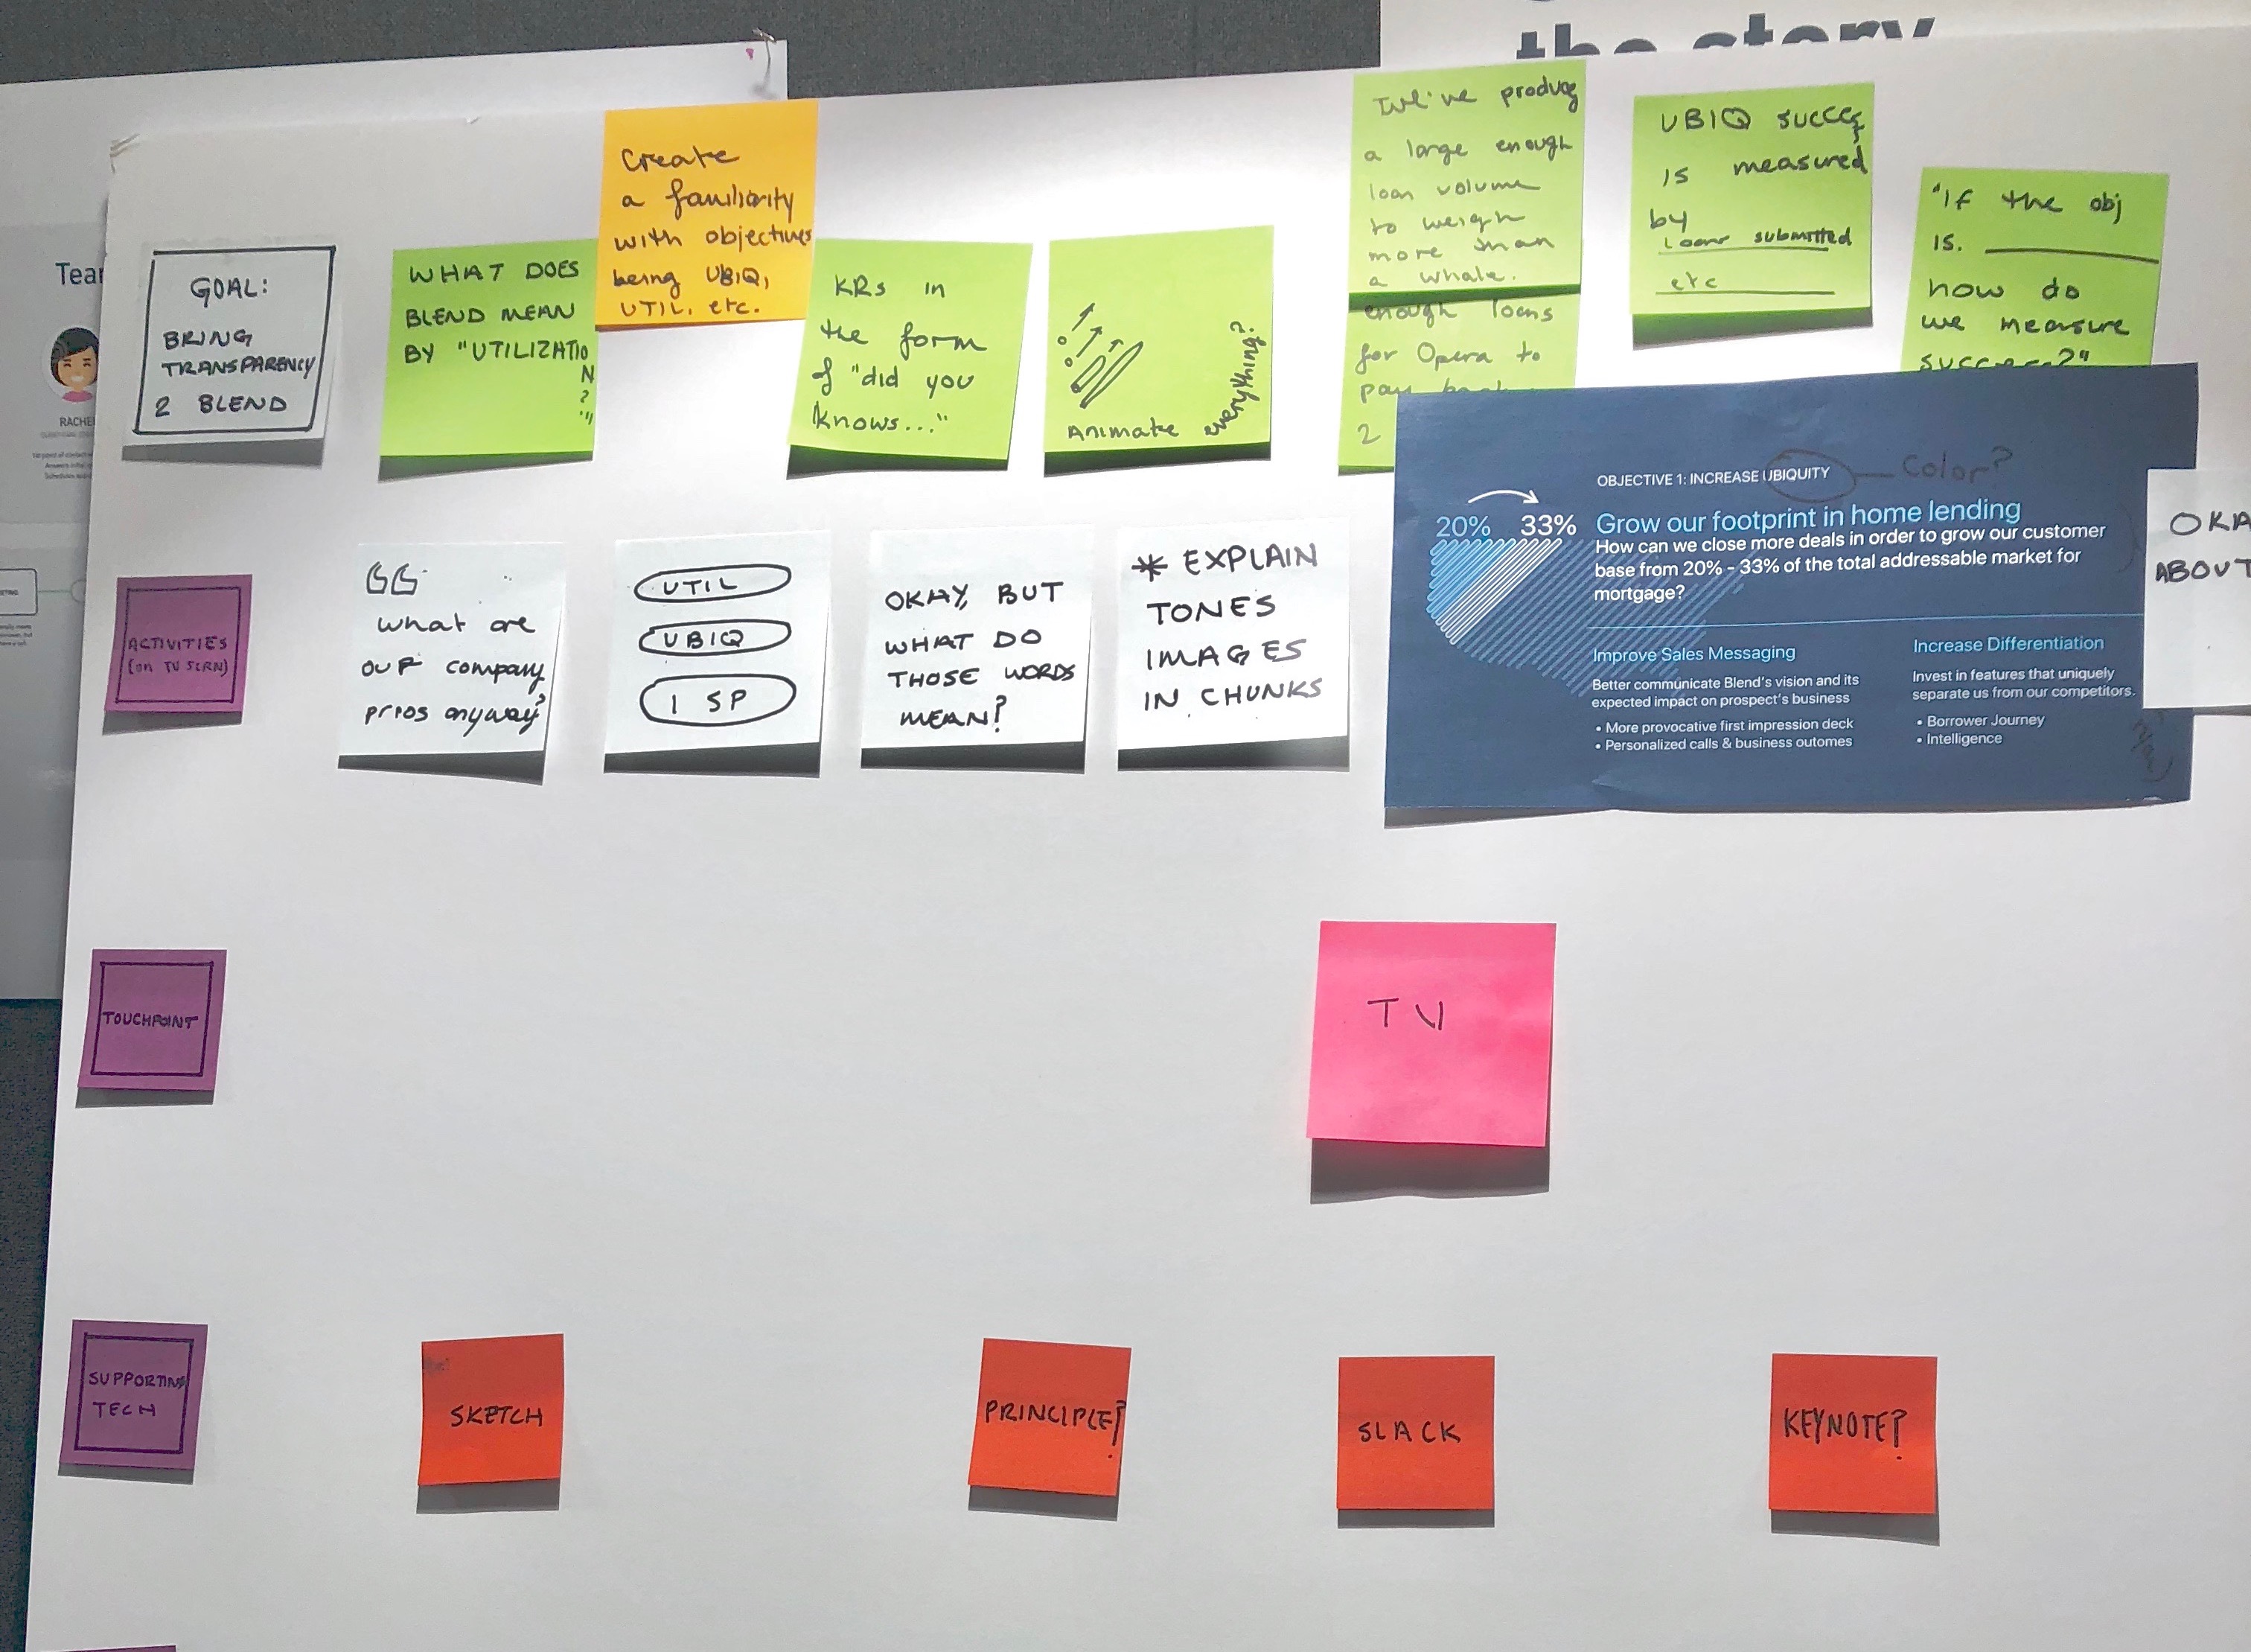 the story
Tea
RACHE
GOAL:
BRING
TRANSPARENCY
2 BLEND
WHAT DOES
BLEND MEAN
BY "UTILIZATIO
N
?
"
Create
a familiarity
with objectives
being UBIQ,
UTIL, etc.
KRs in
the form
of "did you
knows..."
Animate everything?
produg
a large enough
loan volume
to weigh
more than
a whale.
enough loans
for Opera to
pay
2
UBIQ success
is measured
by
Loans submitted
etc
"If the obj
is. ________
how do
we measure
success?"
ACTIVITIES
(on TV SCRN)
"
what are
our company
prios anyway?
UTIL
UBIQ
1 SP
OKAY, BUT
WHAT DO
THOSE WORDS
MEAN?
* EXPLAIN
TONES
IMAGES
IN CHUNKS
OBJECTIVE 1: INCREASE UBIQUITY
Color?
20% 33%
Grow our footprint in home lending
How can we close more deals in order to grow our customer
base from 20% - 33% of the total addressable market for
mortgage?
Improve Sales Messaging
Better communicate Blend's vision and its
expected impact on prospect's business
• More provocative first impression deck
• Personalized calls & business outcomes
Increase Differentiation
Invest in features that uniquely
separate us from our competitors.
• Borrower Journey
• Intelligence
OKA
ABOUT
TOUCHPOINT
TV
SUPPORTING
TECH
SKETCH
PRINCIPLE?
SLACK
KEYNOTE?